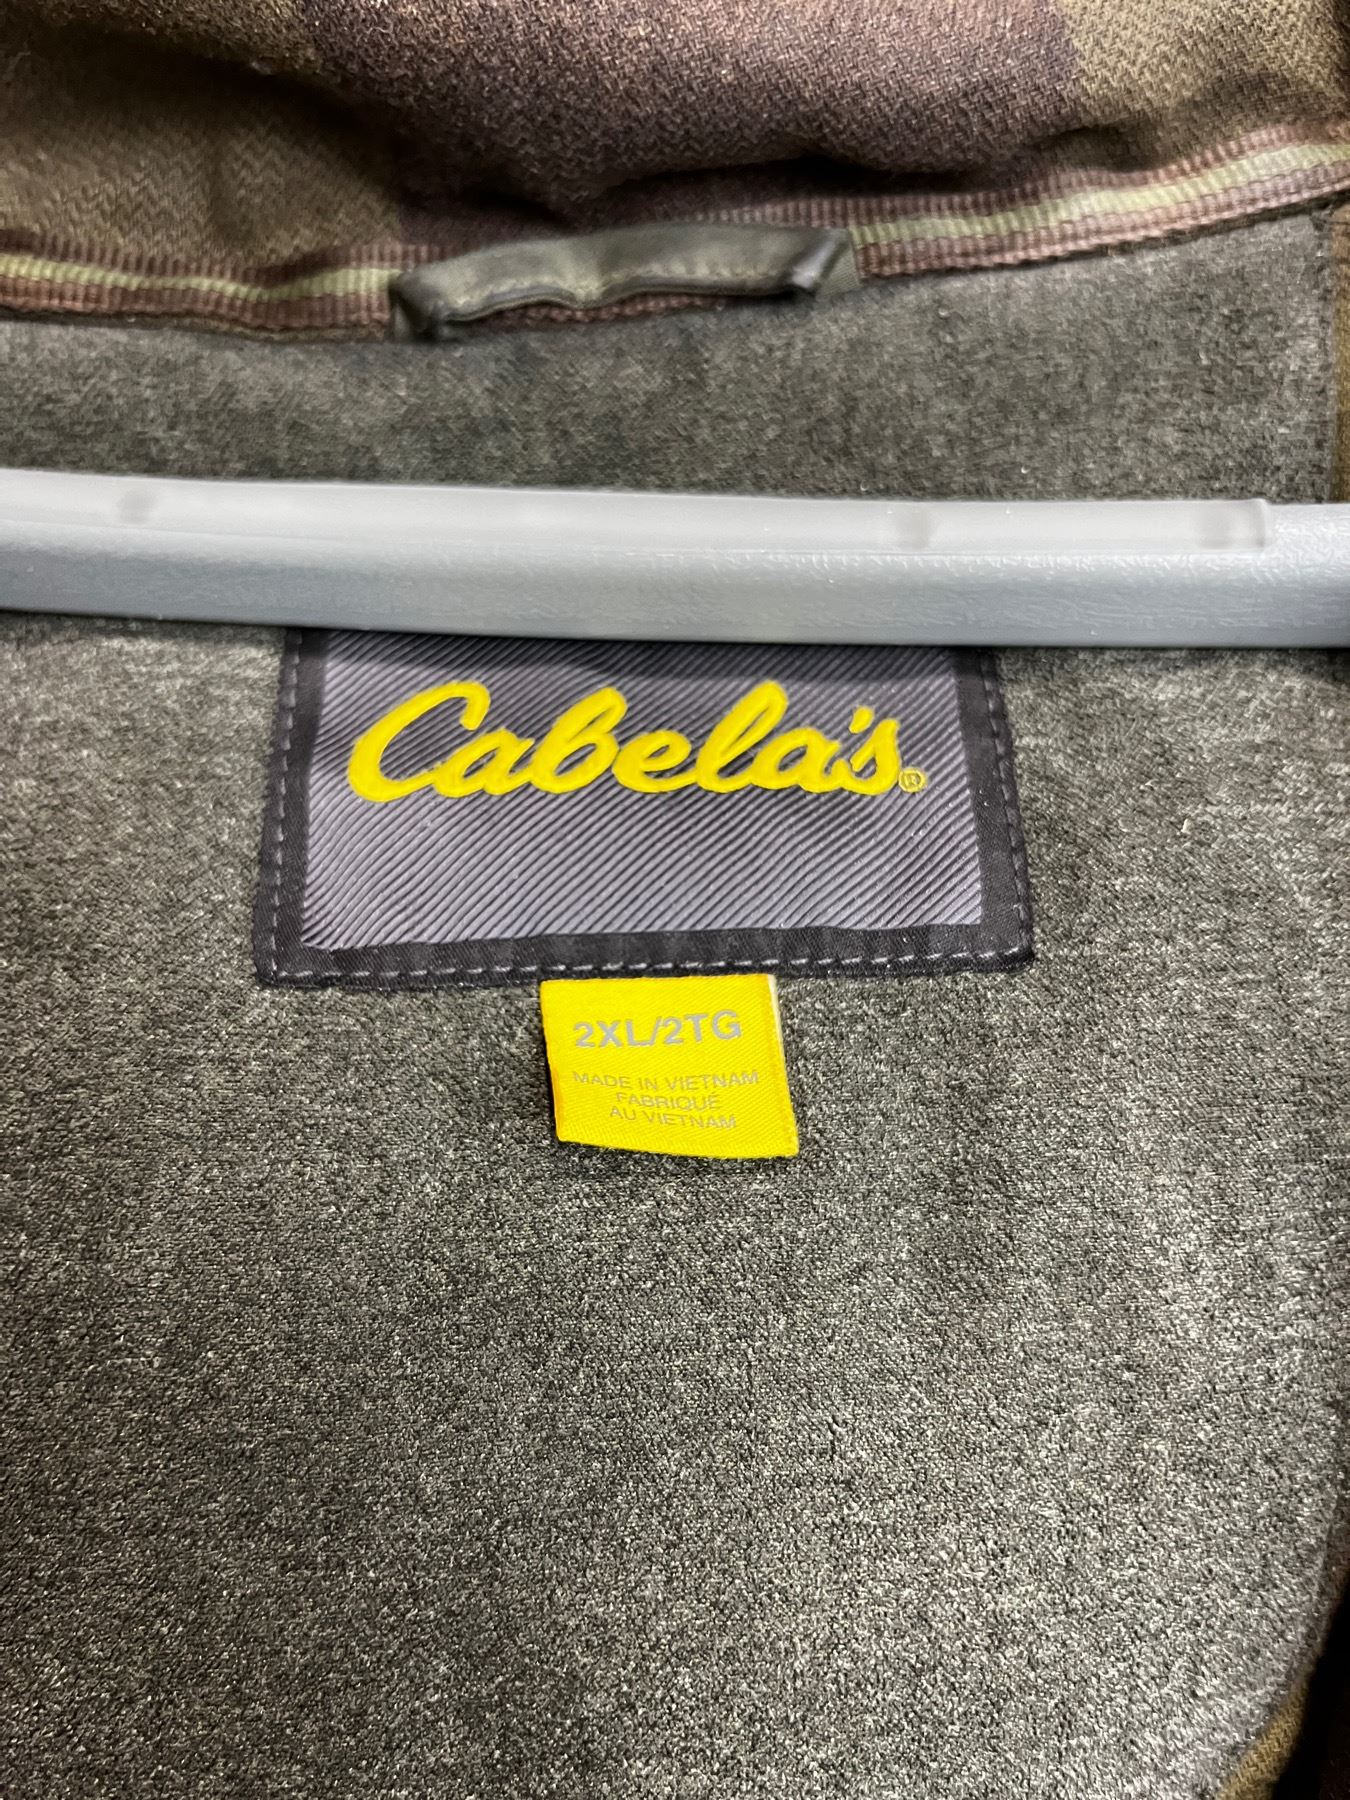 Cabela's®
2XL/2TG
MADE IN VIETNAM
FABRIQUÉ
AU VIETNAM